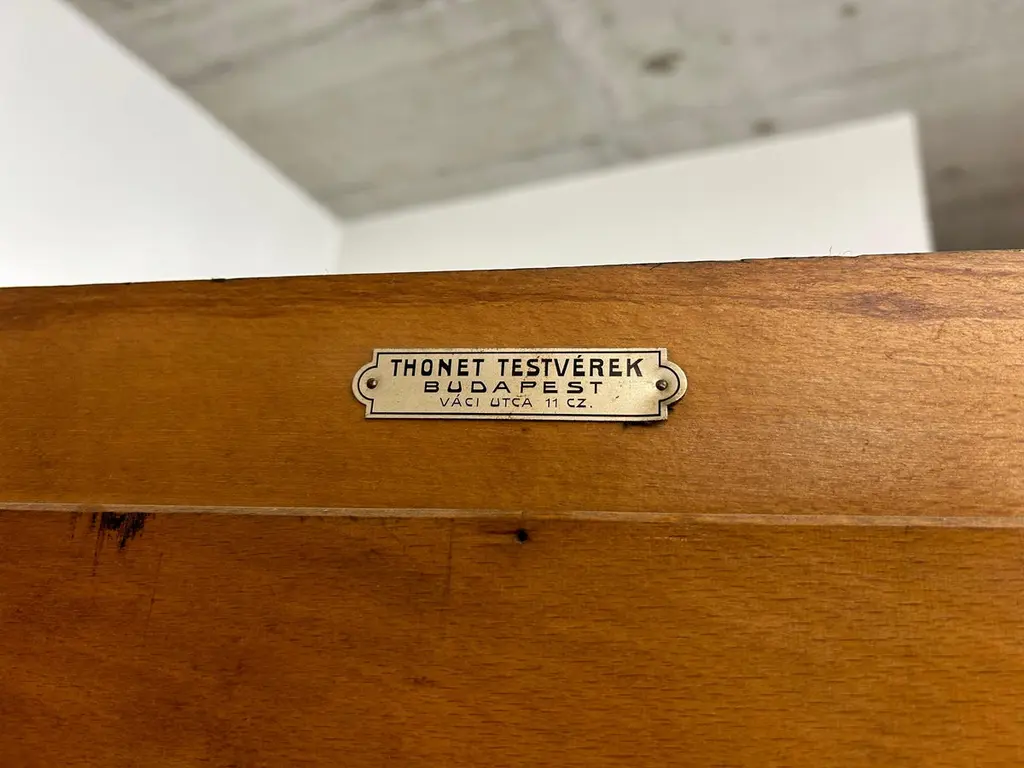 THONET TESTVÉREK
BUDAPEST
VÁCI UTCA 11 CZ.